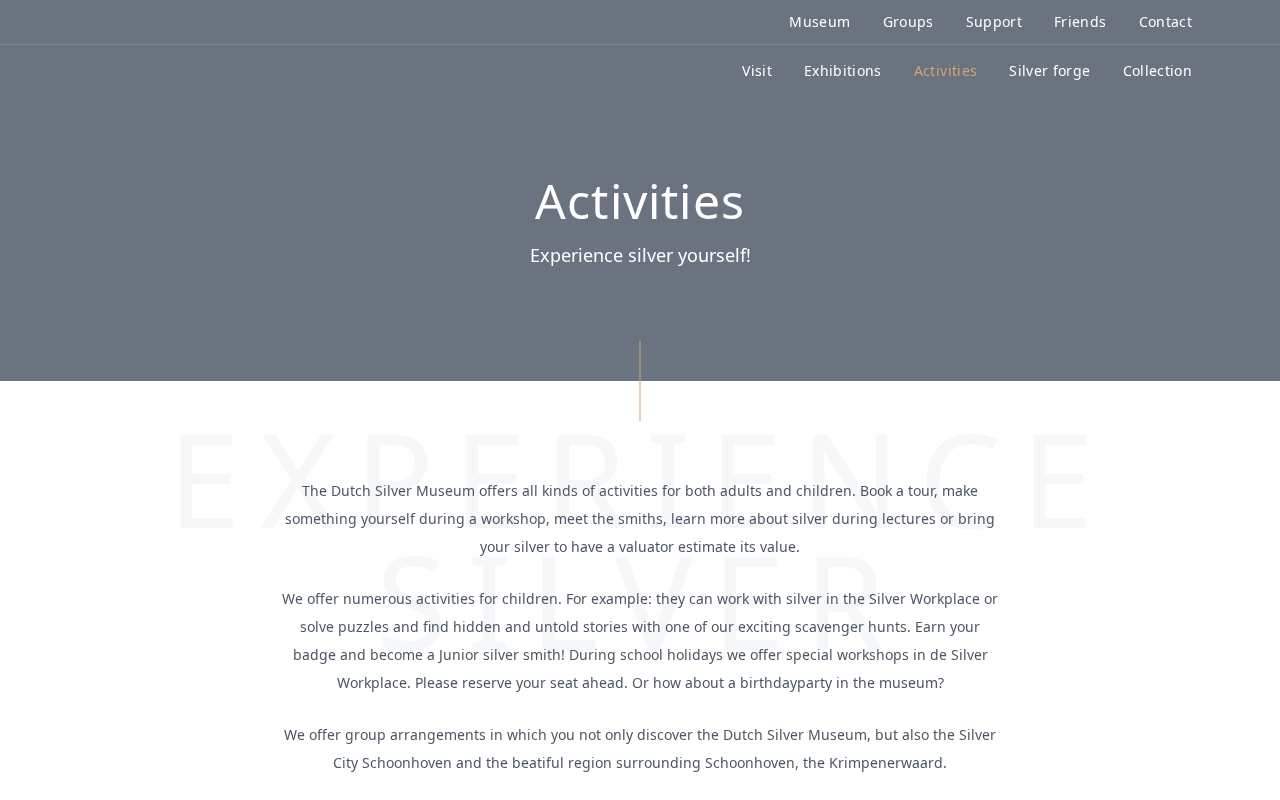 Museum Groups Support Friends Contact
Visit Exhibitions Activities Silver forge Collection
Activities
Experience silver yourself!
EXPERIENCE
SILVER
The Dutch Silver Museum offers all kinds of activities for both adults and children. Book a tour, make
something yourself during a workshop, meet the smiths, learn more about silver during lectures or bring
your silver to have a valuator estimate its value.
We offer numerous activities for children. For example: they can work with silver in the Silver Workplace or
solve puzzles and find hidden and untold stories with one of our exciting scavenger hunts. Earn your
badge and become a Junior silver smith! During school holidays we offer special workshops in de Silver
Workplace. Please reserve your seat ahead. Or how about a birthdayparty in the museum?
We offer group arrangements in which you not only discover the Dutch Silver Museum, but also the Silver
City Schoonhoven and the beatiful region surrounding Schoonhoven, the Krimpenerwaard.